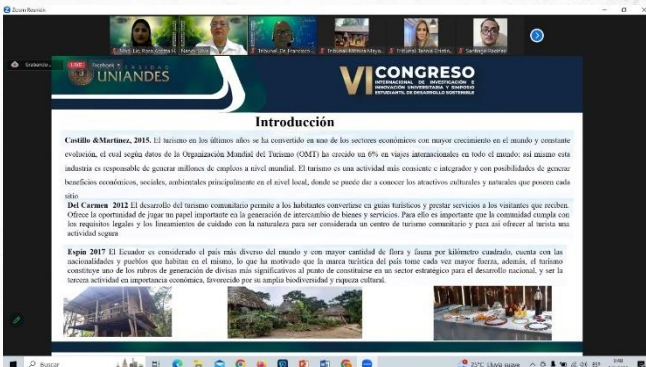 Zoom Reunión
LIVE
UNIANDES
VI CONGRESO
INTERNACIONAL DE INVESTIGACIÓN E
INNOVACIÓN UNIVERSITARIA Y SIMPOSIO
ESTUDIANTIL DE DESARROLLO SOSTENIBLE
Introducción
Castillo &Martínez, 2015. El turismo en los últimos años se ha convertido en uno de los sectores económicos con mayor crecimiento en el mundo y constante
evolución, el cual según datos de la Organización Mundial del Turismo (OMT) ha crecido un 6% en viajes internacionales en todo el mundo; así mismo esta
industria es responsable de generar millones de empleos a nivel mundial. El turismo es una actividad más consiente e integrador y con posibilidades de generar
beneficios económicos, sociales, ambientales principalmente en el nivel local, donde se puede dar a conocer los atractivos culturales y naturales que poseen cada
sitio
Del Carmen 2012 El desarrollo del turismo comunitario permite a los habitantes convertirse en guías turísticos y prestar servicios a los visitantes que reciben.
Ofrece la oportunidad de jugar un papel importante en la generación de intercambio de bienes y servicios. Para ello es importante que la comunidad cumpla con
los requisitos legales y los lineamientos de cuidado con la naturaleza para ser considerada un centro de turismo comunitario y para así ofrecer al turista una
actividad segura
Espín 2017 El Ecuador es considerado el país más diverso del mundo y con mayor cantidad de flora y fauna por kilómetro cuadrado, cuenta con las
nacionalidades y pueblos que habitan en el mismo, lo que ha motivado que la marca turística del país tome cada vez mayor fuerza, además, el turismo
constituye uno de los rubros de generación de divisas más significativos al punto de constituirse en un sector estratégico para el desarrollo nacional, y ser la
tercera actividad en importancia económica, favorecido por su amplia biodiversidad y riqueza cultural.
Buscar
25°C Lluvia suave
ESP